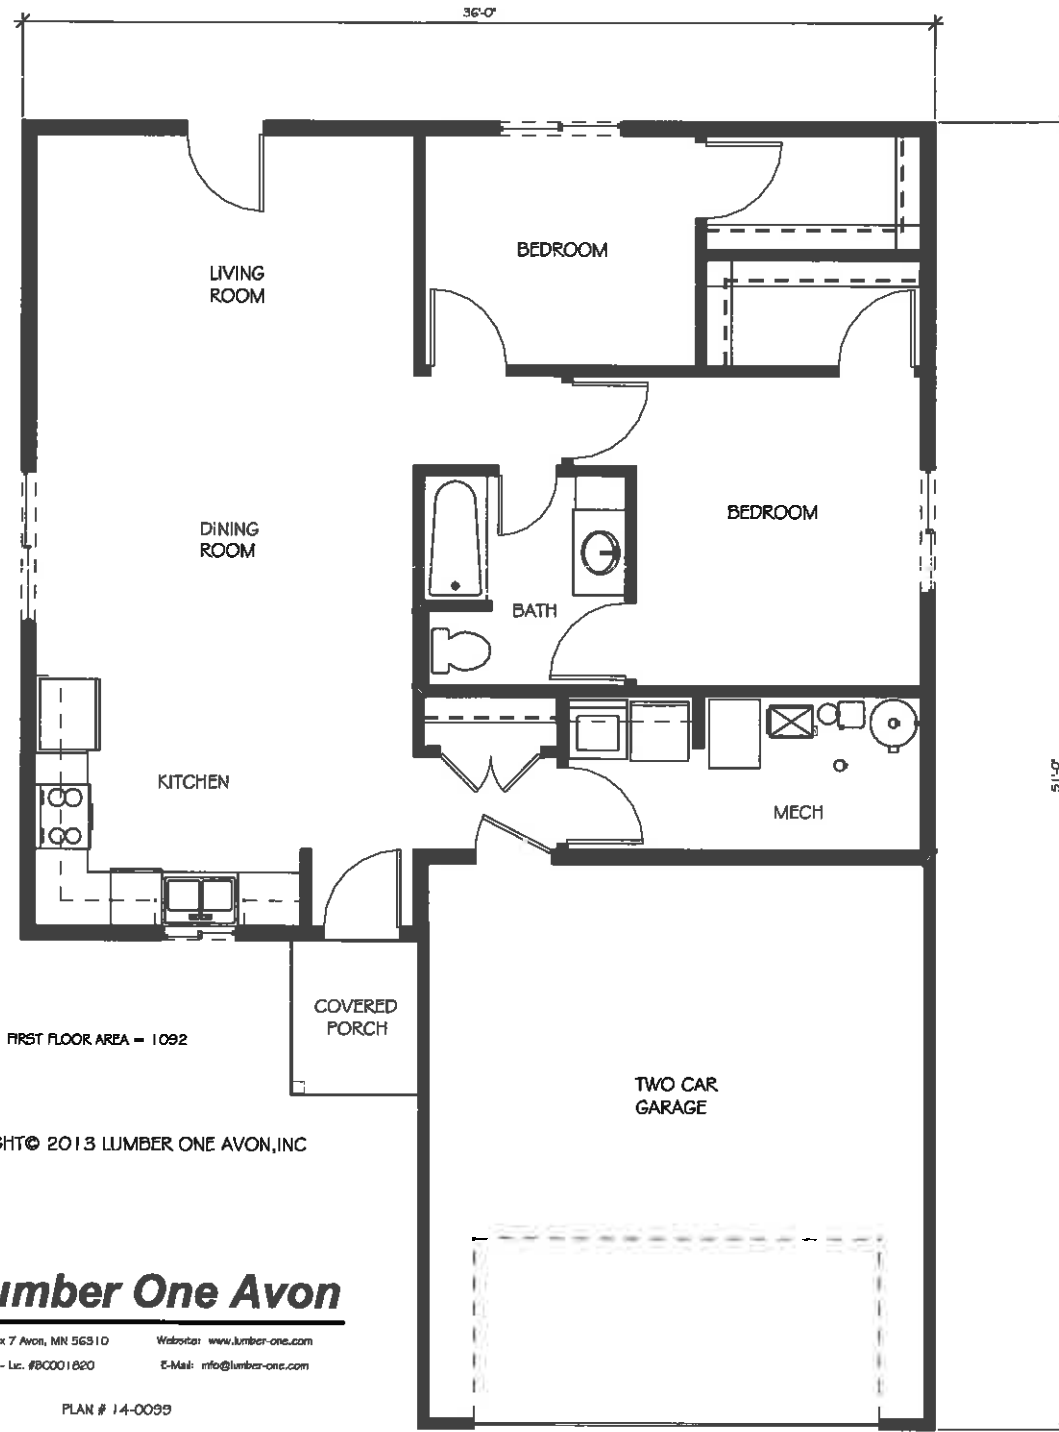 36'-0"
LIVING
ROOM
BEDROOM
DINING
ROOM
BEDROOM
BATH
KITCHEN
MECH
51'-0"
COVERED
PORCH
FIRST FLOOR AREA = 1092
TWO CAR
GARAGE
GHT© 2013 LUMBER ONE AVON,INC
umber One Avon
x 7 Avon, MN 56310 Website: www.lumber-one.com
- Lic. #BC001820 E-Mail: info@lumber-one.com
PLAN # 14-0099